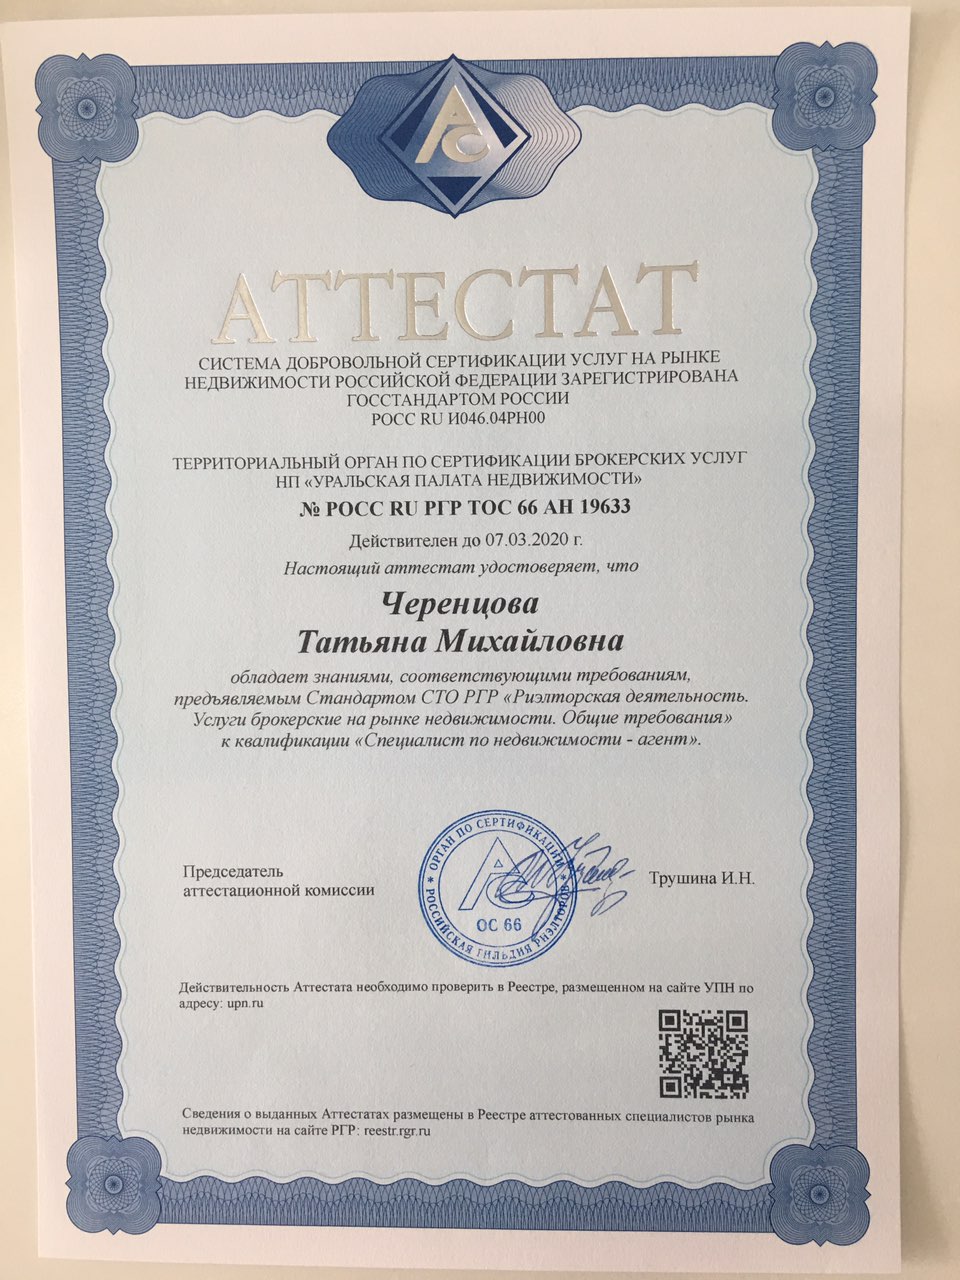 АС
АТТЕСТАТ
СИСТЕМА ДОБРОВОЛЬНОЙ СЕРТИФИКАЦИИ УСЛУГ НА РЫНКЕ
НЕДВИЖИМОСТИ РОССИЙСКОЙ ФЕДЕРАЦИИ ЗАРЕГИСТРИРОВАНА
ГОССТАНДАРТОМ РОССИИ
РОСС RU И046.04РН00
ТЕРРИТОРИАЛЬНЫЙ ОРГАН ПО СЕРТИФИКАЦИИ БРОКЕРСКИХ УСЛУГ
НП «УРАЛЬСКАЯ ПАЛАТА НЕДВИЖИМОСТИ»
№ РОСС RU РГР ТОС 66 АН 19633
Действителен до 07.03.2020 г.
Настоящий аттестат удостоверяет, что
Черенцова
Татьяна Михайловна
обладает знаниями, соответствующими требованиям,
предъявляемым Стандартом СТО РГР «Риэлторская деятельность.
Услуги брокерские на рынке недвижимости. Общие требования»
к квалификации «Специалист по недвижимости - агент».
Председатель
аттестационной комиссии
ОРГАН ПО СЕРТИФИКАЦИИ
РОССИЙСКАЯ ГИЛЬДИЯ РИЭЛТОРОВ
АС
ОС 66
Трушина И.Н.
Действительность Аттестата необходимо проверить в Реестре, размещенном на сайте УПН по
адресу: upn.ru
Сведения о выданных Аттестатах размещены в Реестре аттестованных специалистов рынка
недвижимости на сайте РГР: reestr.rgr.ru